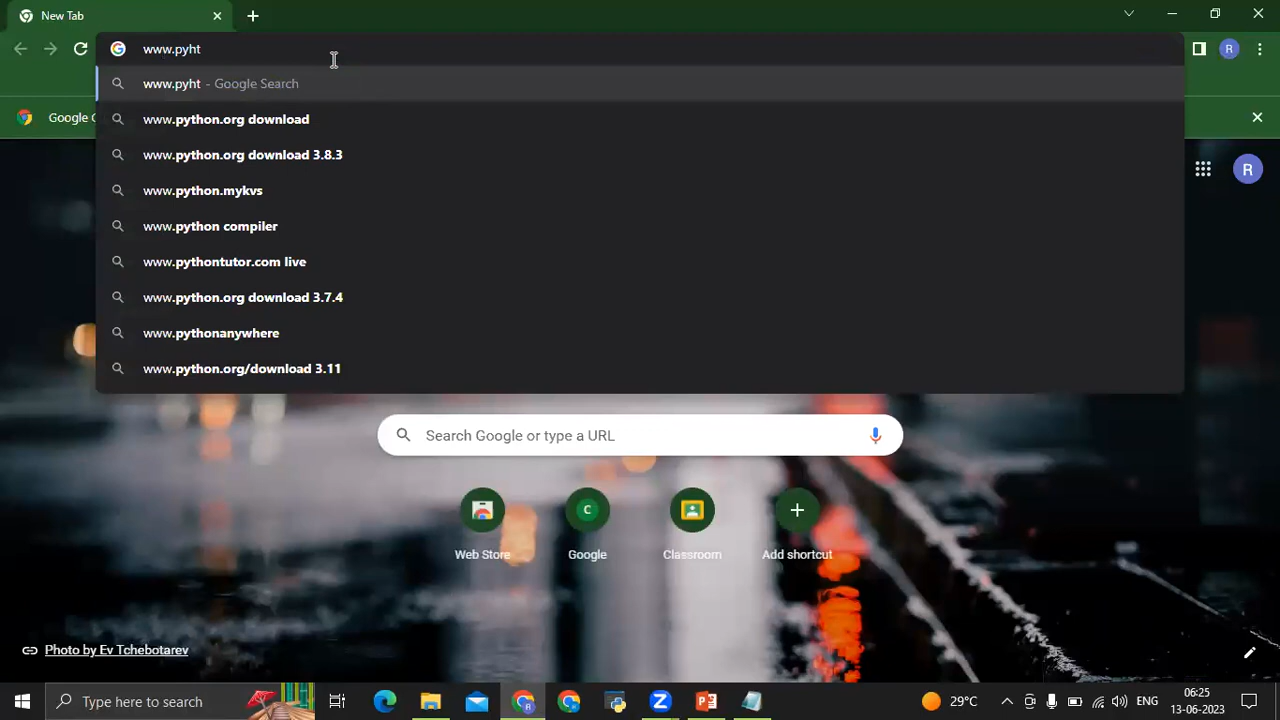 New Tab
www.pyht
www.pyht - Google Search
Google C
www.python.org download
www.python.org download 3.8.3
www.python.mykvs
www.python compiler
www.pythontutor.com live
www.python.org download 3.7.4
www.pythonanywhere
www.python.org/download 3.11
R
R
Search Google or type a URL
C
Web Store
Google
Classroom
Add shortcut
Photo by Ev Tchebotarev
Type here to search
29°C
ENG
06:25
13-06-2023